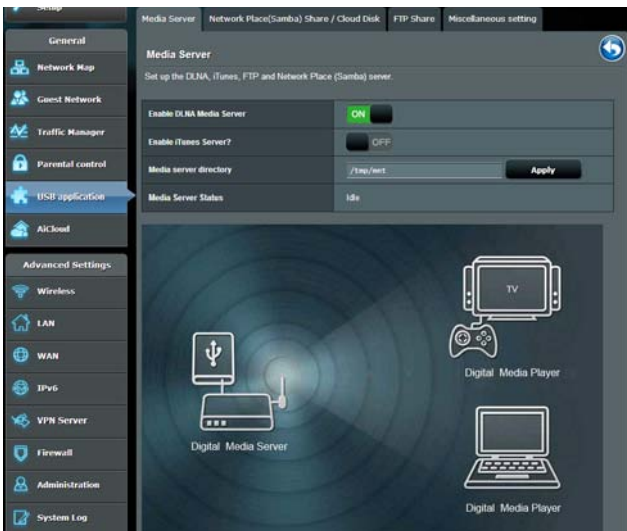 Setup
General
Network Map
Guest Network
Traffic Manager
Parental control
USB application
AiCloud
Advanced Settings
Wireless
LAN
WAN
IPv6
VPN Server
Firewall
Administration
System Log
Media Server
Network Place(Samba) Share / Cloud Disk
FTP Share
Miscellaneous setting
Media Server
Set up the DLNA, iTunes, FTP and Network Place (Samba) server.
Enable DLNA Media Server
ON
Enable iTunes Server?
OFF
Media server directory
/tmp/mnt
Apply
Media Server Status
Idle
TV
Digital Media Player
Digital Media Server
Digital Media Player